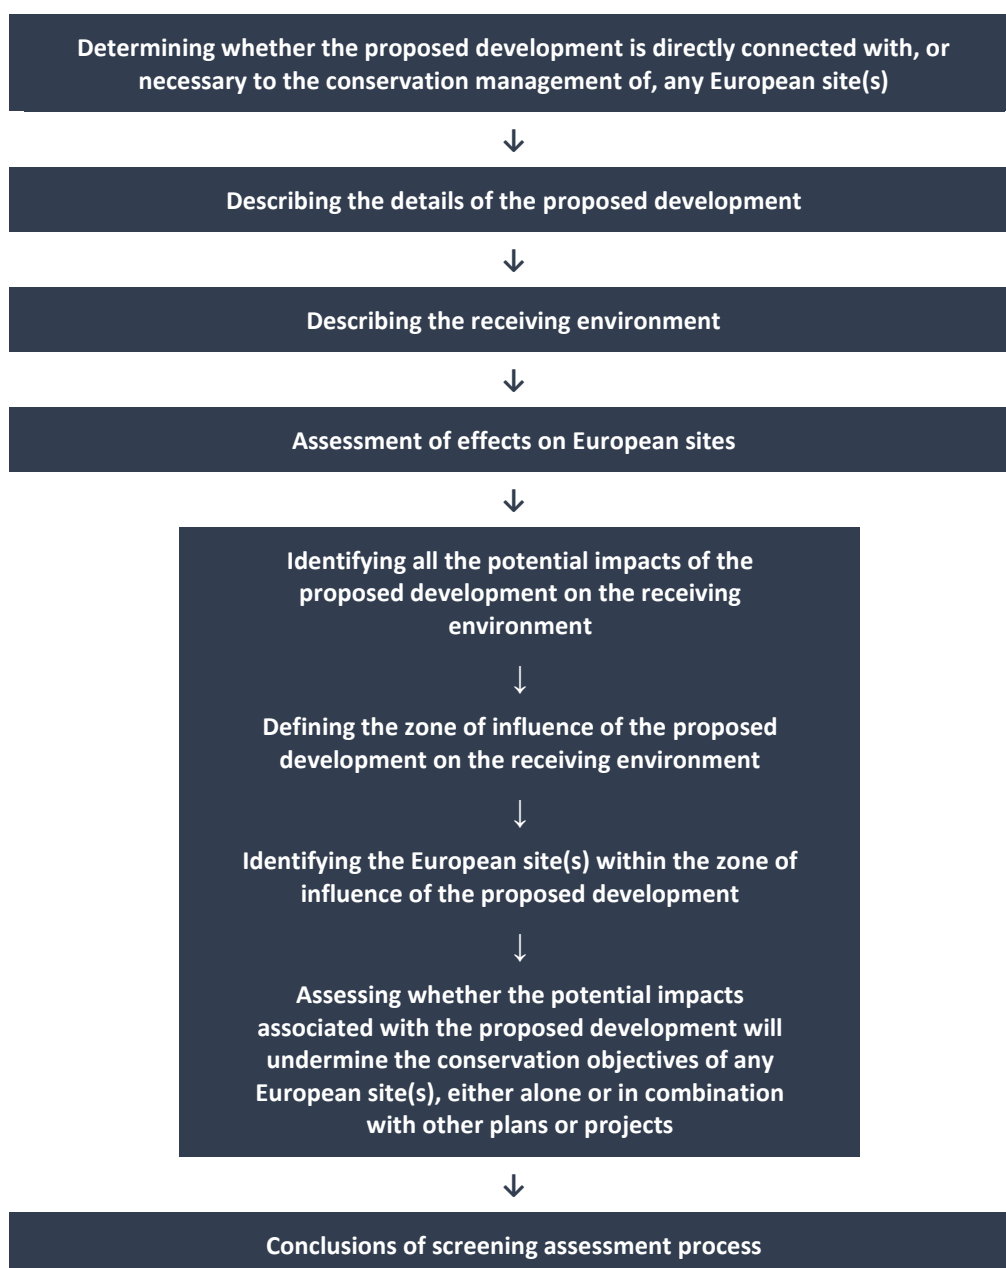 Determining whether the proposed development is directly connected with, or
necessary to the conservation management of, any European site(s)
↓
Describing the details of the proposed development
↓
Describing the receiving environment
↓
Assessment of effects on European sites
↓
Identifying all the potential impacts of the
proposed development on the receiving
environment
↓
Defining the zone of influence of the proposed
development on the receiving environment
↓
Identifying the European site(s) within the zone of
influence of the proposed development
↓
Assessing whether the potential impacts
associated with the proposed development will
undermine the conservation objectives of any
European site(s), either alone or in combination
with other plans or projects
↓
Conclusions of screening assessment process